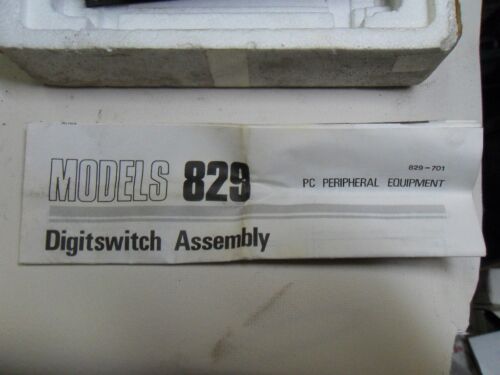 829-701
MODELS 829
PC PERIPHERAL EQUIPMENT
Digitswitch Assembly